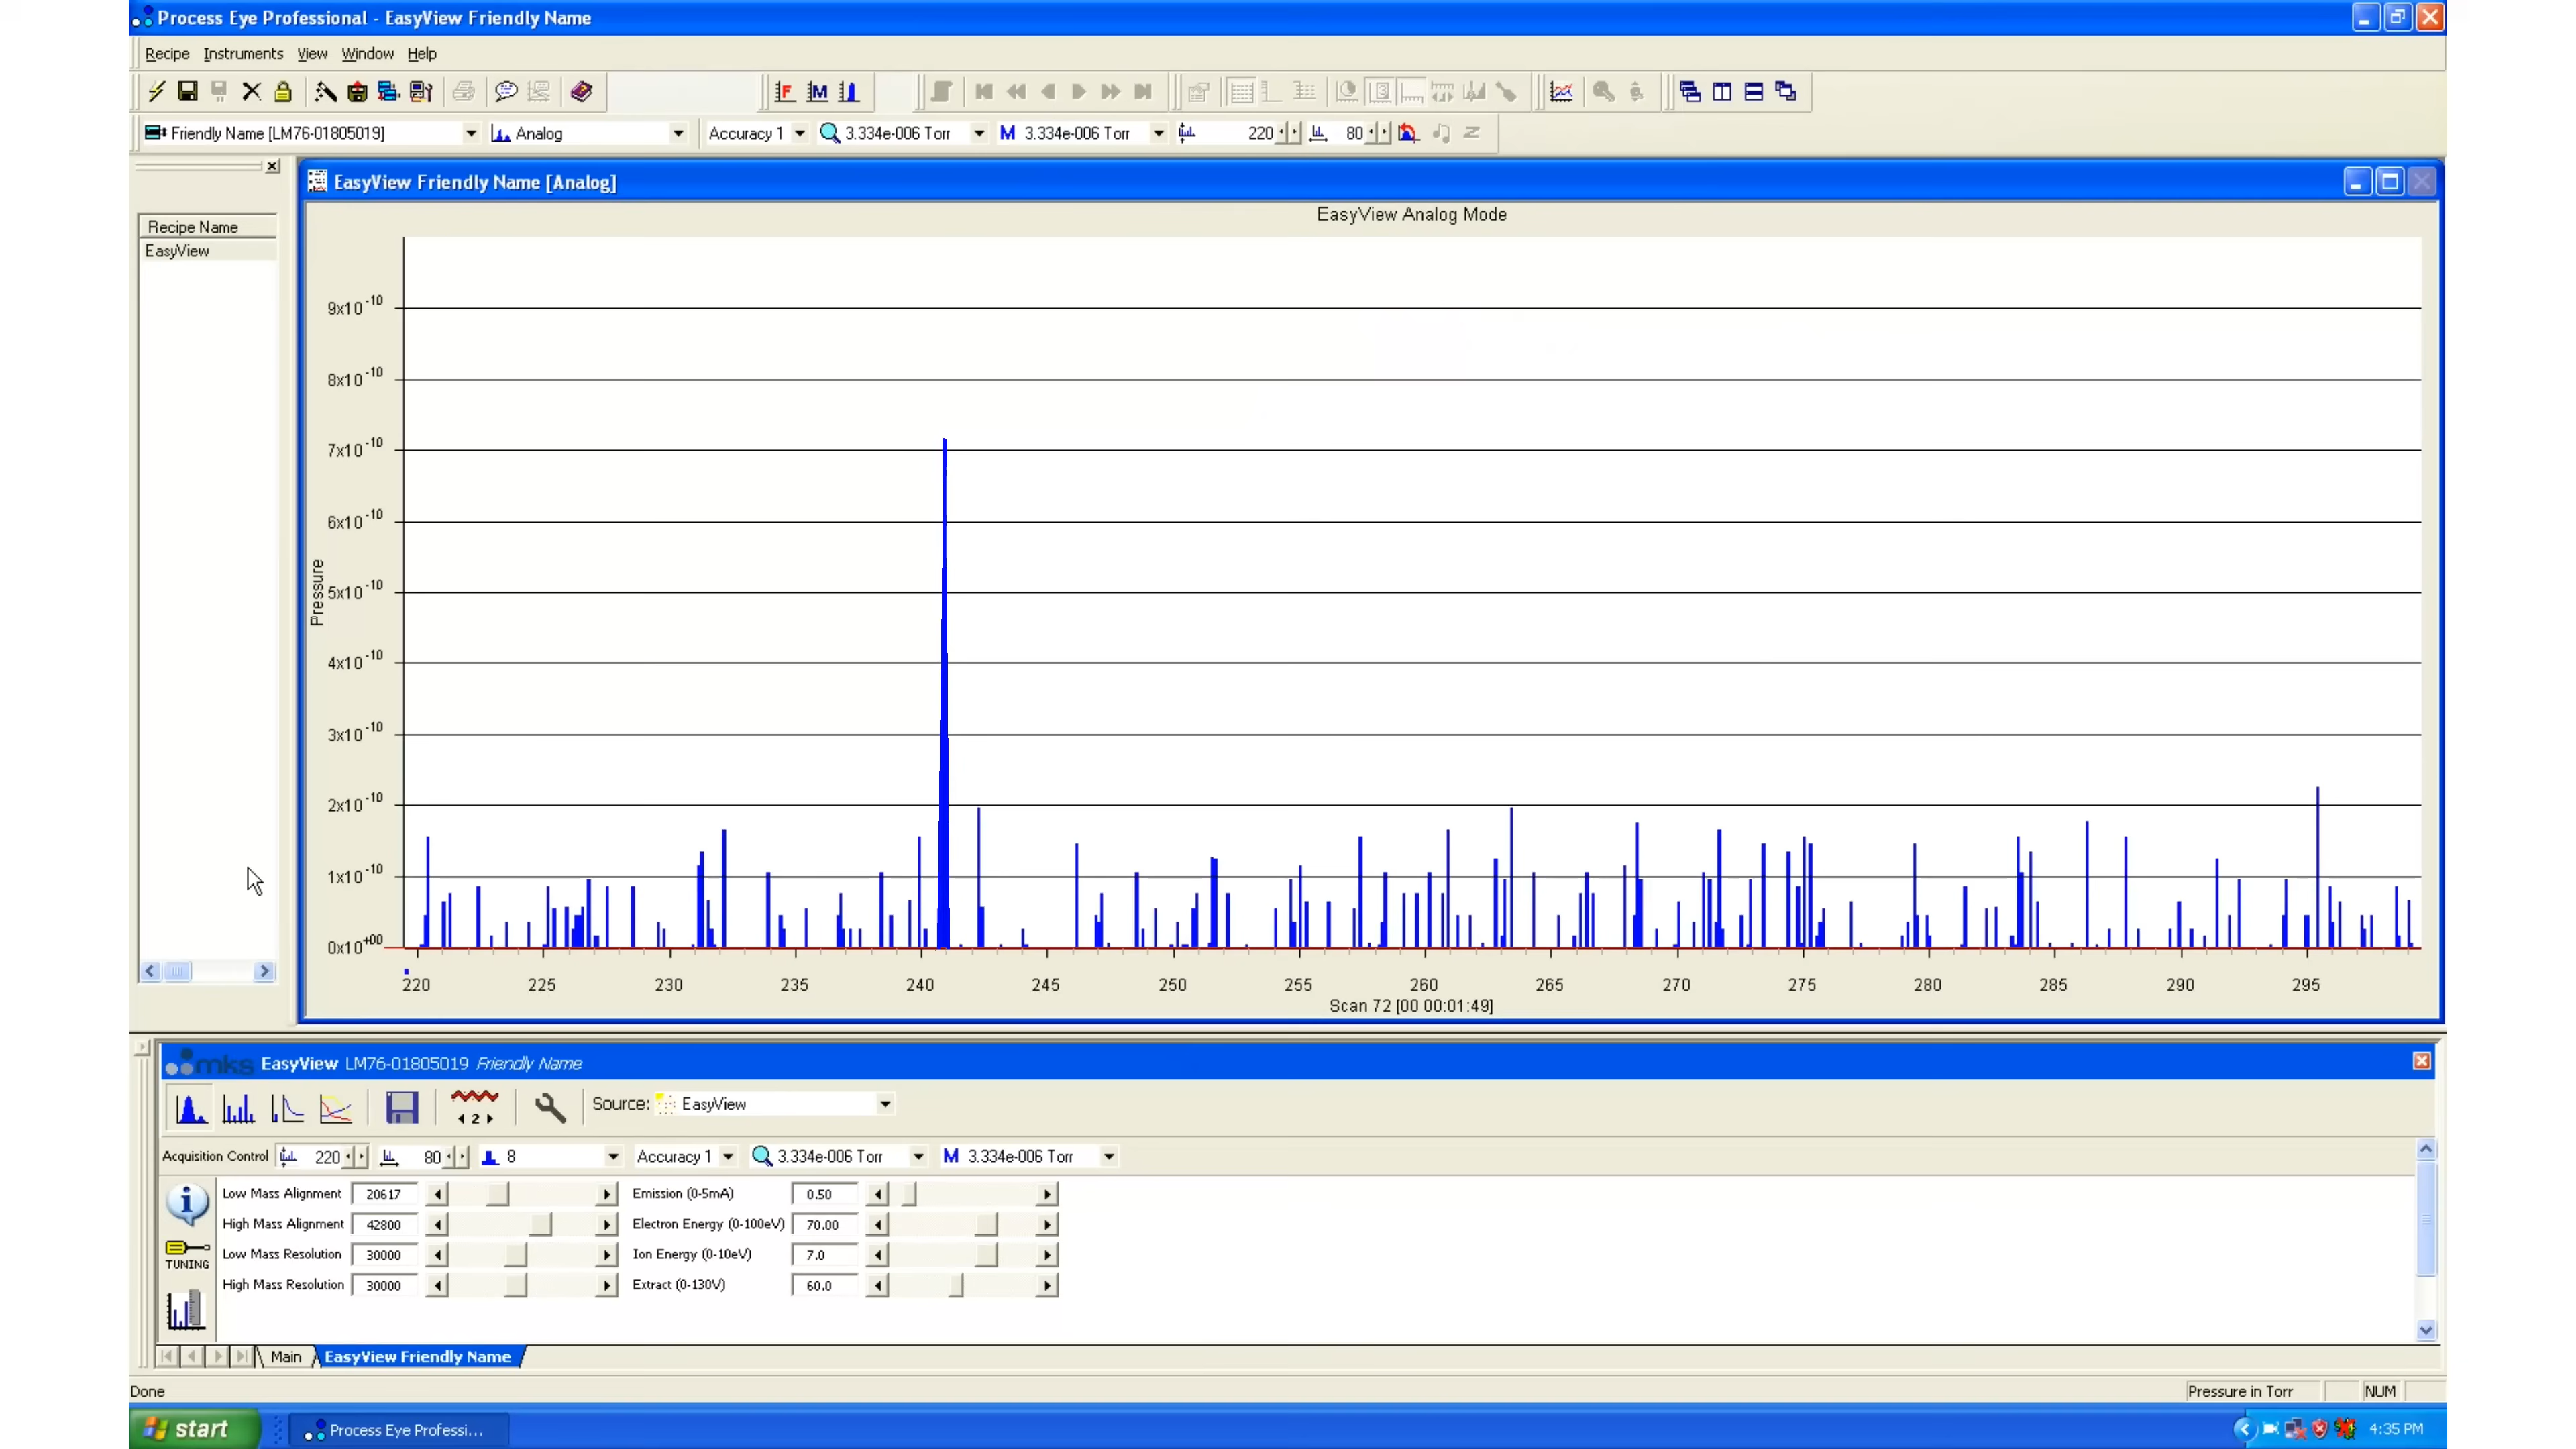 Process Eye Professional - EasyView Friendly Name
Recipe Instruments View Window Help
F M
Friendly Name [LM76-01805019] Analog Accuracy 1 3.334e-006 Torr M 3.334e-006 Torr 220 80
EasyView Friendly Name [Analog]
Recipe Name
EasyView
EasyView Analog Mode
9x10-10
8x10-10
7x10-10
6x10-10
5x10-10
4x10-10
3x10-10
2x10-10
1x10-10
0x10+00
Pressure
220 225 230 235 240 245 250 255 260 265 270 275 280 285 290 295
Scan 72 [00 00:01:49]
mks EasyView LM76-01805019 Friendly Name
2
Source: EasyView
Acquisition Control 220 80 8 Accuracy 1 3.334e-006 Torr M 3.334e-006 Torr
Low Mass Alignment 20617 Emission (0-5mA) 0.50
High Mass Alignment 42800 Electron Energy (0-100eV) 70.00
Low Mass Resolution 30000 Ion Energy (0-10eV) 7.0
TUNING
High Mass Resolution 30000 Extract (0-130V) 60.0
Main EasyView Friendly Name
Done Pressure in Torr NUM
start Process Eye Professi... 4:35 PM